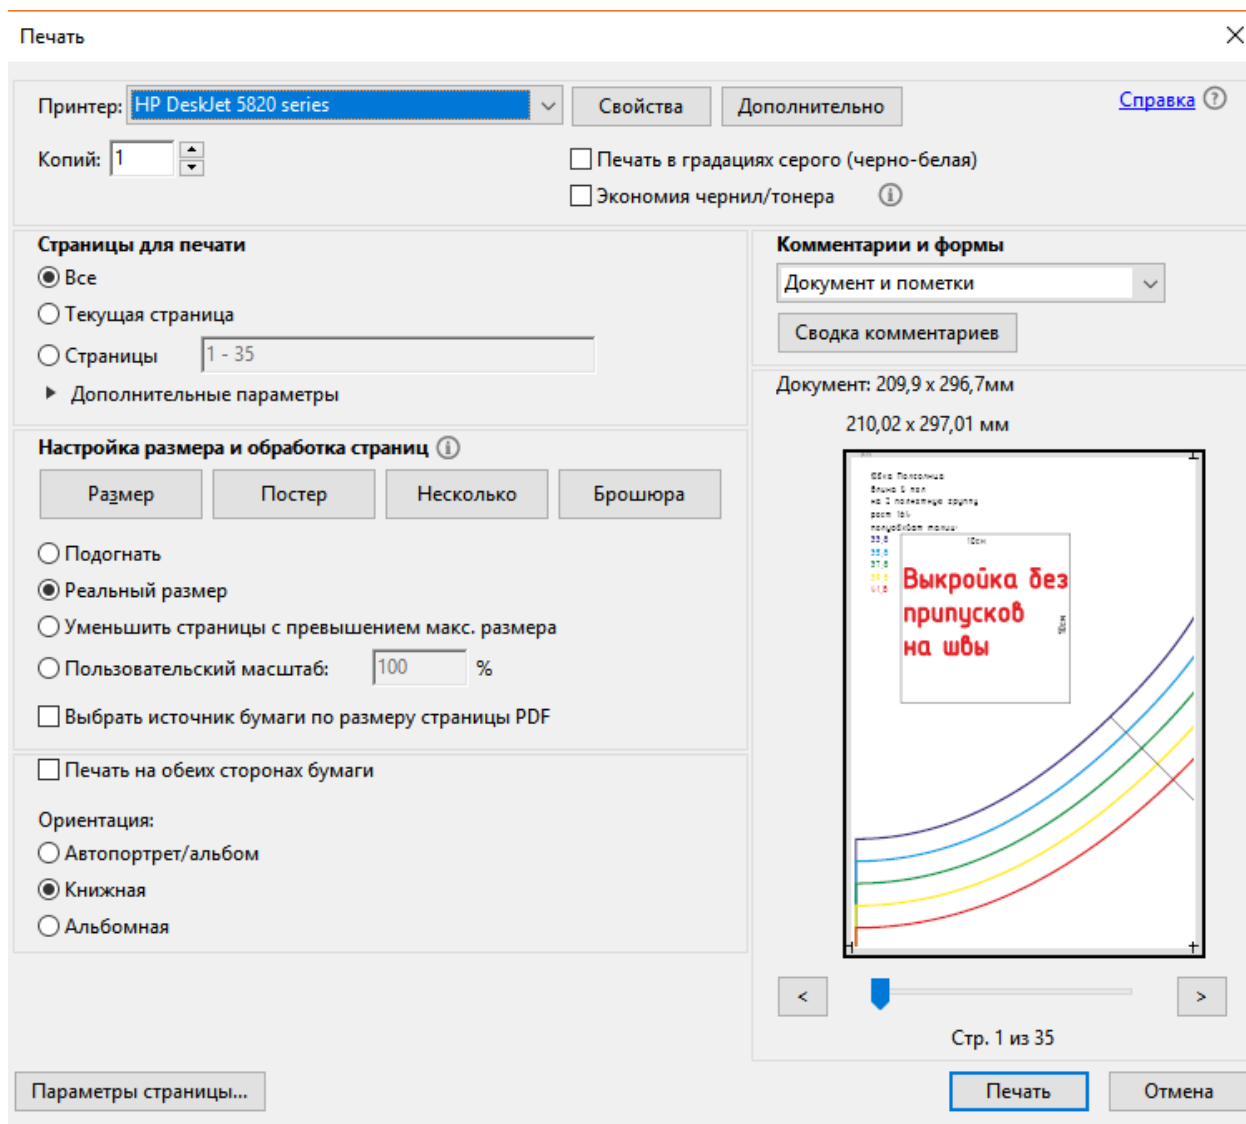 Печать
Принтер: HP DeskJet 5820 series
Свойства
Дополнительно
Справка
Копий: 1
Печать в градациях серого (черно-белая)
Экономия чернил/тонера
Страницы для печати
Все
Текущая страница
Страницы 1 - 35
Дополнительные параметры
Комментарии и формы
Документ и пометки
Сводка комментариев
Настройка размера и обработка страниц
Размер
Постер
Несколько
Брошюра
Подогнать
Реальный размер
Уменьшить страницы с превышением макс. размера
Пользовательский масштаб: 100 %
Выбрать источник бумаги по размеру страницы PDF
Печать на обеих сторонах бумаги
Ориентация:
Автопортрет/альбом
Книжная
Альбомная
Документ: 209,9 x 296,7мм
210,02 x 297,01 мм
10см
Выкройка без
припусков
на швы
10см
<
>
Стр. 1 из 35
Параметры страницы...
Печать
Отмена